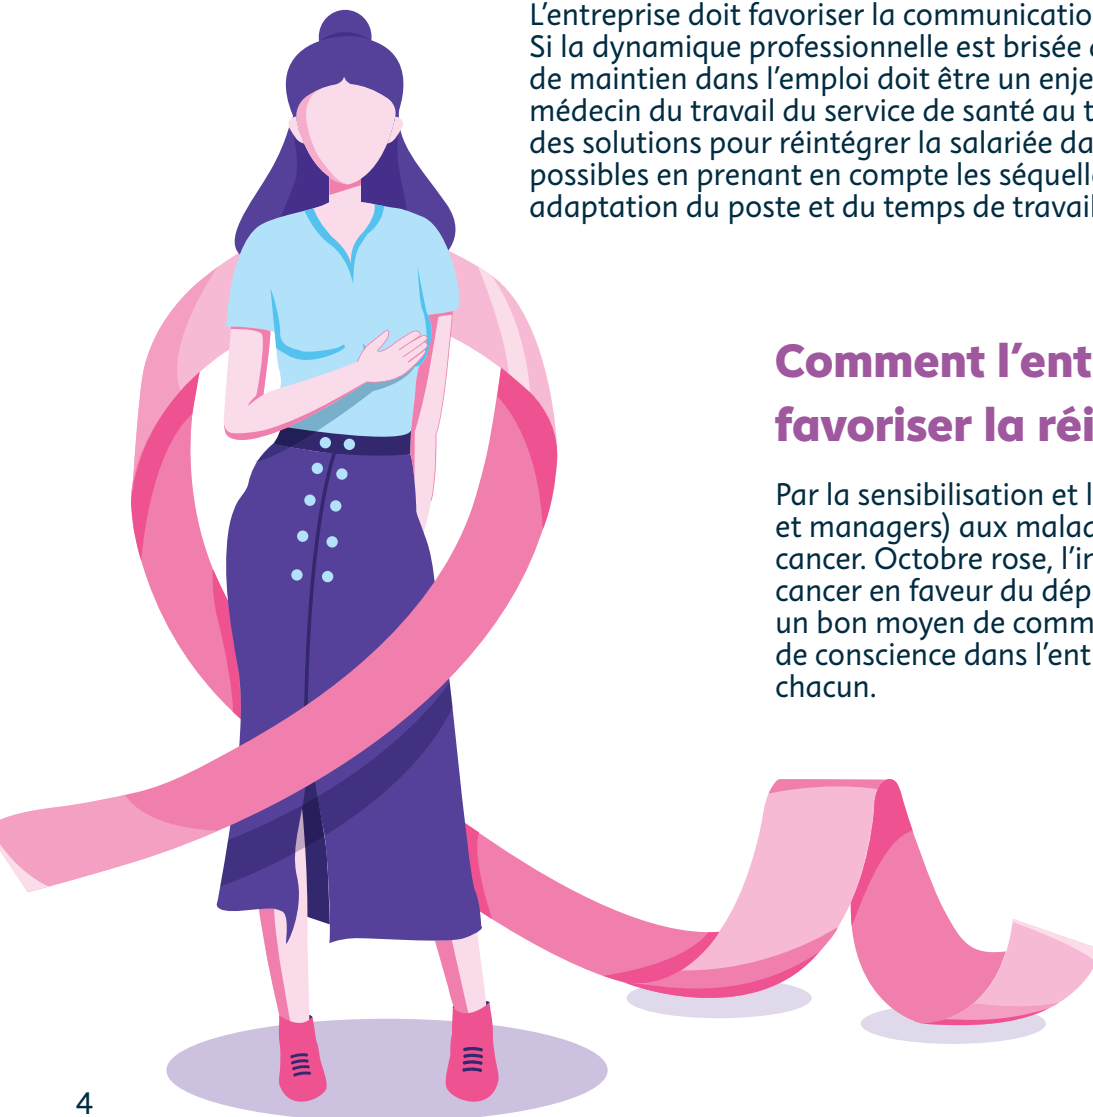 L’entreprise doit favoriser la communicatio
Si la dynamique professionnelle est brisée
de maintien dans l’emploi doit être un enje
médecin du travail du service de santé au t
des solutions pour réintégrer la salariée da
possibles en prenant en compte les séquell
adaptation du poste et du temps de travail
Comment l’ent
favoriser la réi
Par la sensibilisation et l
et managers) aux malad
cancer. Octobre rose, l’in
cancer en faveur du dép
un bon moyen de comm
de conscience dans l’ent
chacun.
4